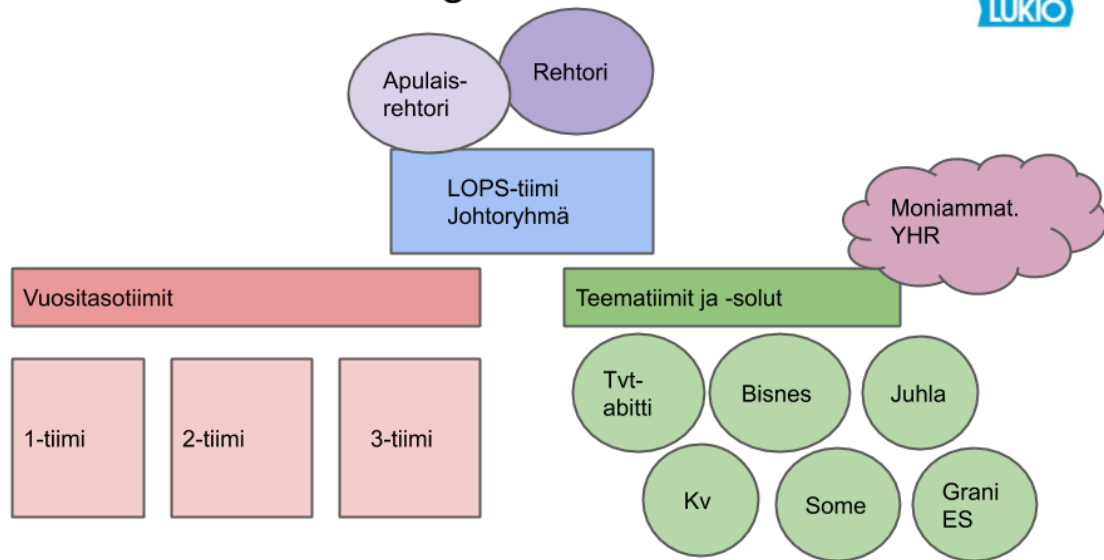 LUKIO
Apulais-
rehtori
Rehtori
LOPS-tiimi
Johtoryhmä
Moniammat.
YHR
Vuositasotiimit
Teematiimit ja -solut
1-tiimi
2-tiimi
3-tiimi
Tvt-
abitti
Bisnes
Juhla
Kv
Some
Grani
ES